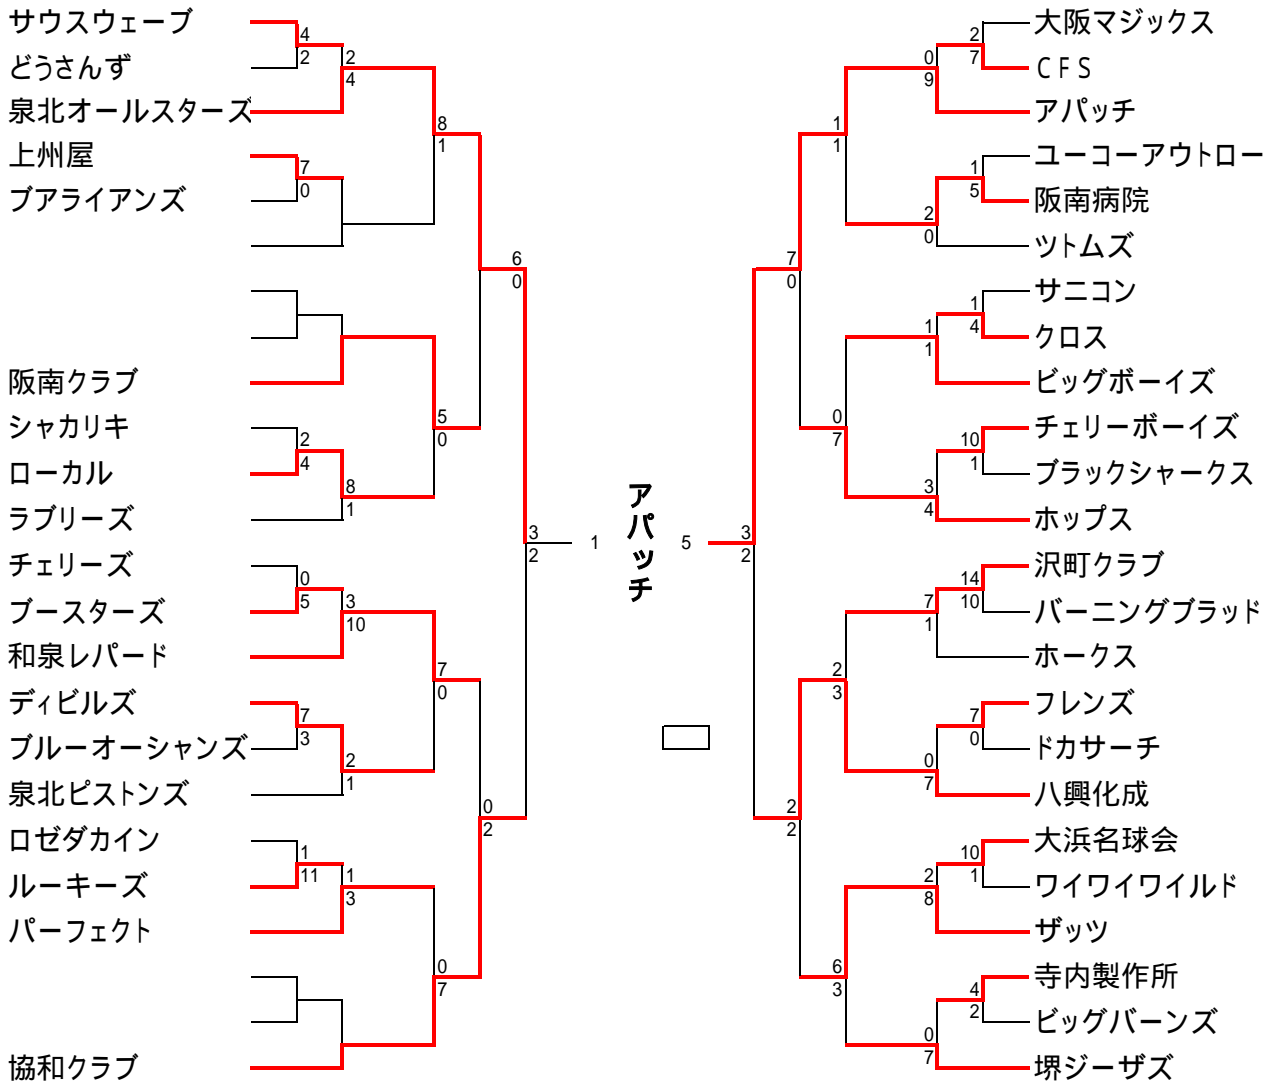 サウスウェーブ
4
2
どうさんず
2
4
泉北オールスターズ
8
1
上州屋
7
0
ブアライアンズ
6
0
阪南クラブ
5
0
シャカリキ
2
4
ローカル
8
1
ラブリーズ
3
2
1
チェリーズ
0
5
ブースターズ
3
10
和泉レパード
7
0
ディビルズ
7
3
ブルーオーシャンズ
2
1
泉北ピストンズ
0
2
ロゼダカイン
1
11
ルーキーズ
1
3
パーフェクト
0
7
協和クラブ
アパッチ
5
3
2
大阪マジックス
2
7
CFS
0
9
アパッチ
1
1
ユーコーアウトロー
1
5
阪南病院
2
0
ツトムズ
7
0
サニコン
1
4
クロス
1
1
ビッグボーイズ
0
7
チェリーボーイズ
10
1
ブラックシャークス
3
4
ホップス
沢町クラブ
14
10
バーニングブラッド
7
1
ホークス
2
3
フレンズ
7
0
ドカサーチ
0
7
八興化成
2
2
大浜名球会
10
1
ワイワイワイルド
2
8
ザッツ
6
3
寺内製作所
4
2
ビッグバーンズ
0
7
堺ジーザズ